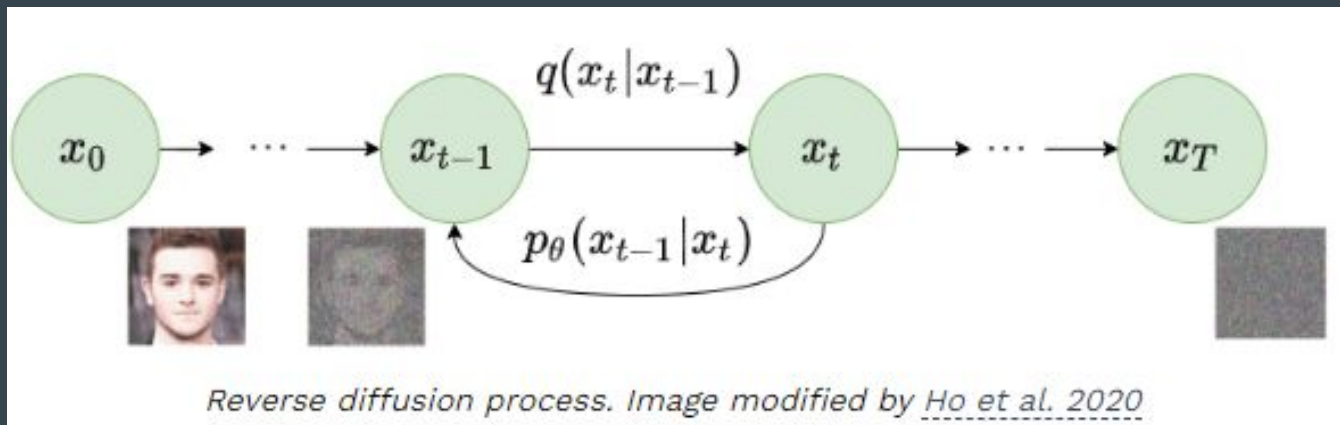 q(x_t|x_{t-1})
x_0 ... x_{t-1} x_t ... x_T
p_θ(x_{t-1}|x_t)
Reverse diffusion process. Image modified by Ho et al. 2020